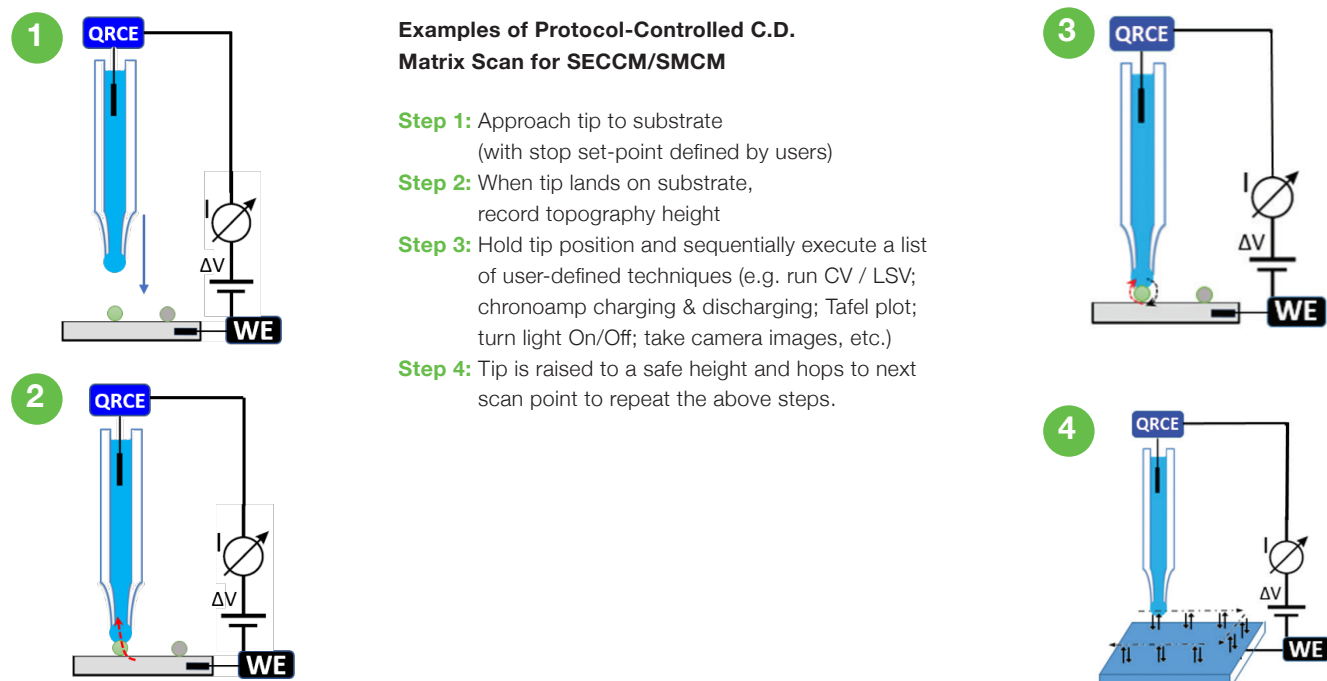 1
QRCE
I
ΔV
WE
2
QRCE
I
ΔV
WE
Examples of Protocol-Controlled C.D.
Matrix Scan for SECCM/SMCM
Step 1: Approach tip to substrate
(with stop set-point defined by users)
Step 2: When tip lands on substrate,
record topography height
Step 3: Hold tip position and sequentially execute a list
of user-defined techniques (e.g. run CV / LSV;
chronoamp charging & discharging; Tafel plot;
turn light On/Off; take camera images, etc.)
Step 4: Tip is raised to a safe height and hops to next
scan point to repeat the above steps.
3
QRCE
I
ΔV
WE
4
QRCE
I
ΔV
WE